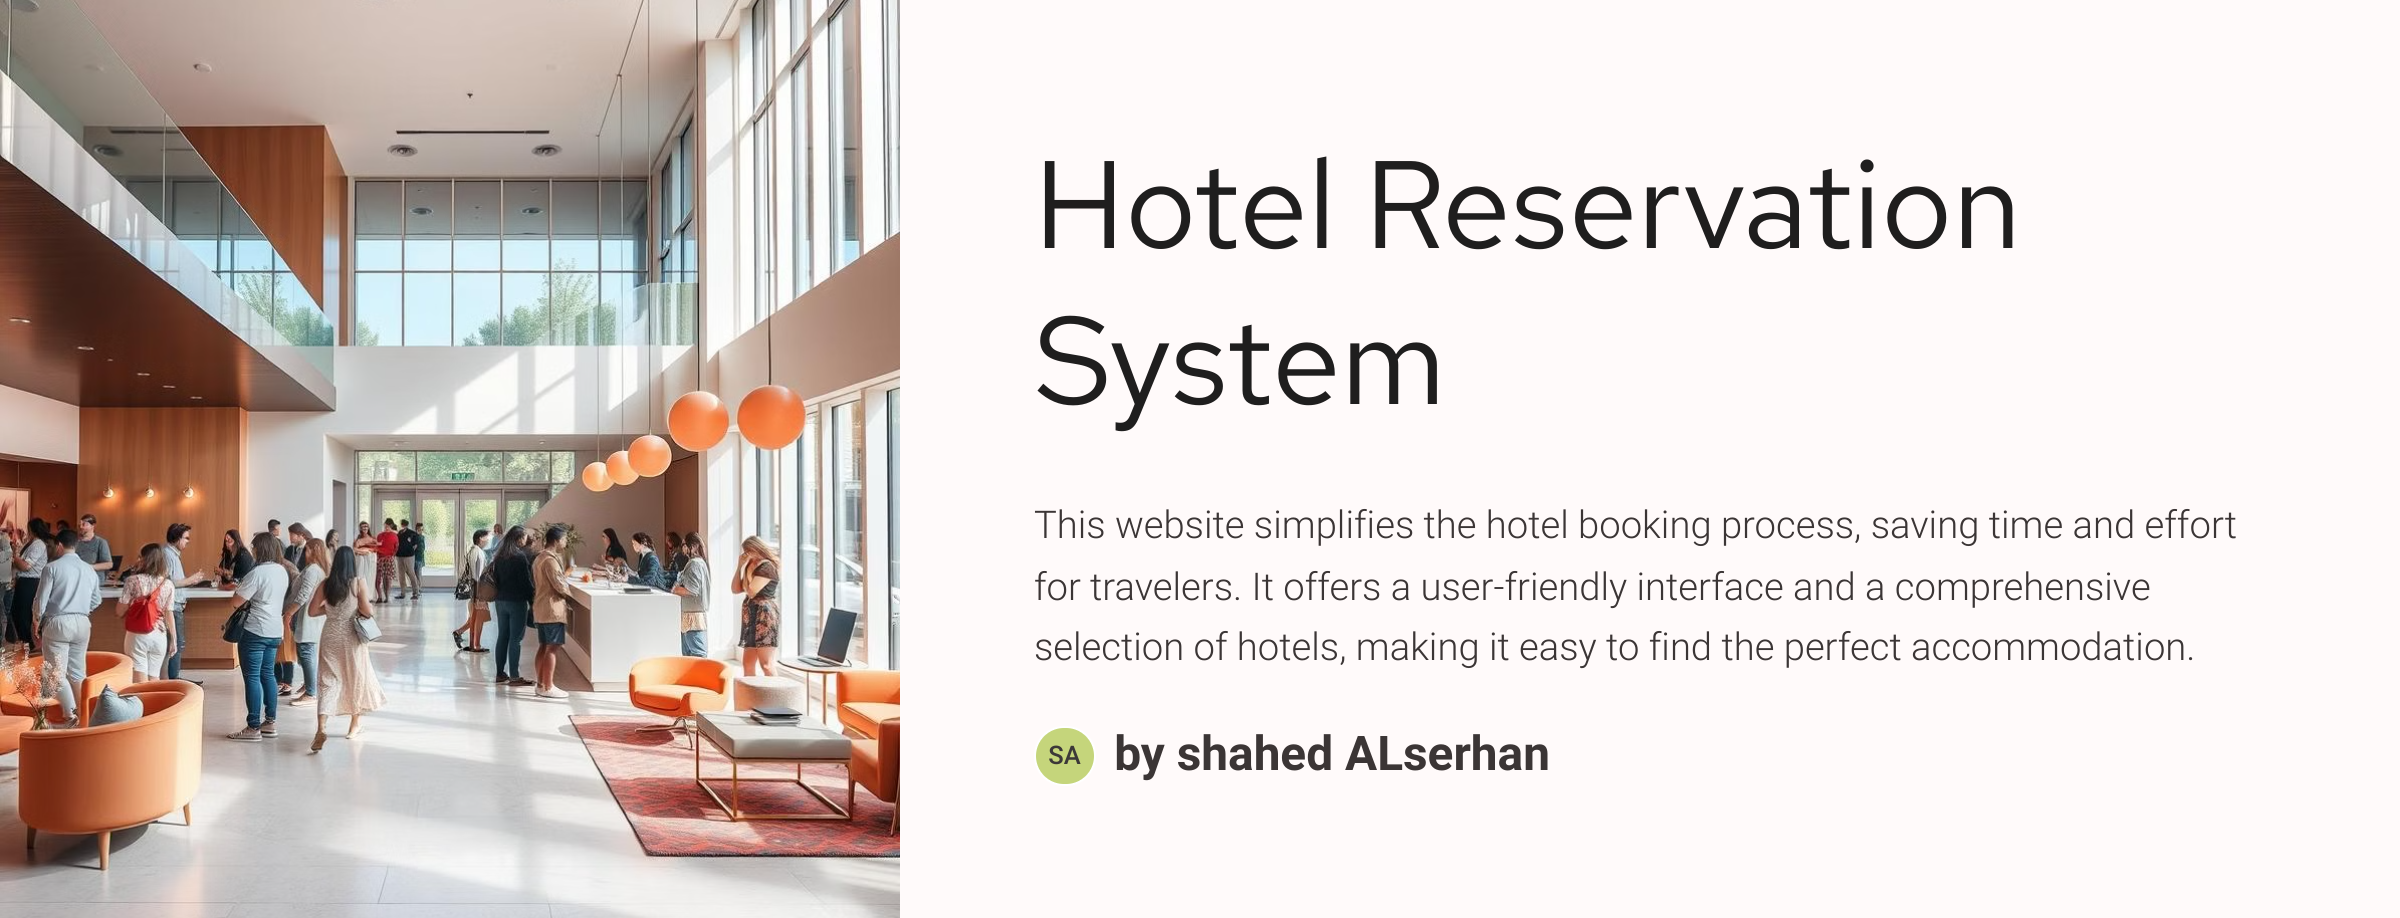 Hotel Reservation
System
This website simplifies the hotel booking process, saving time and effort
for travelers. It offers a user-friendly interface and a comprehensive
selection of hotels, making it easy to find the perfect accommodation.
SA by shahed ALserhan